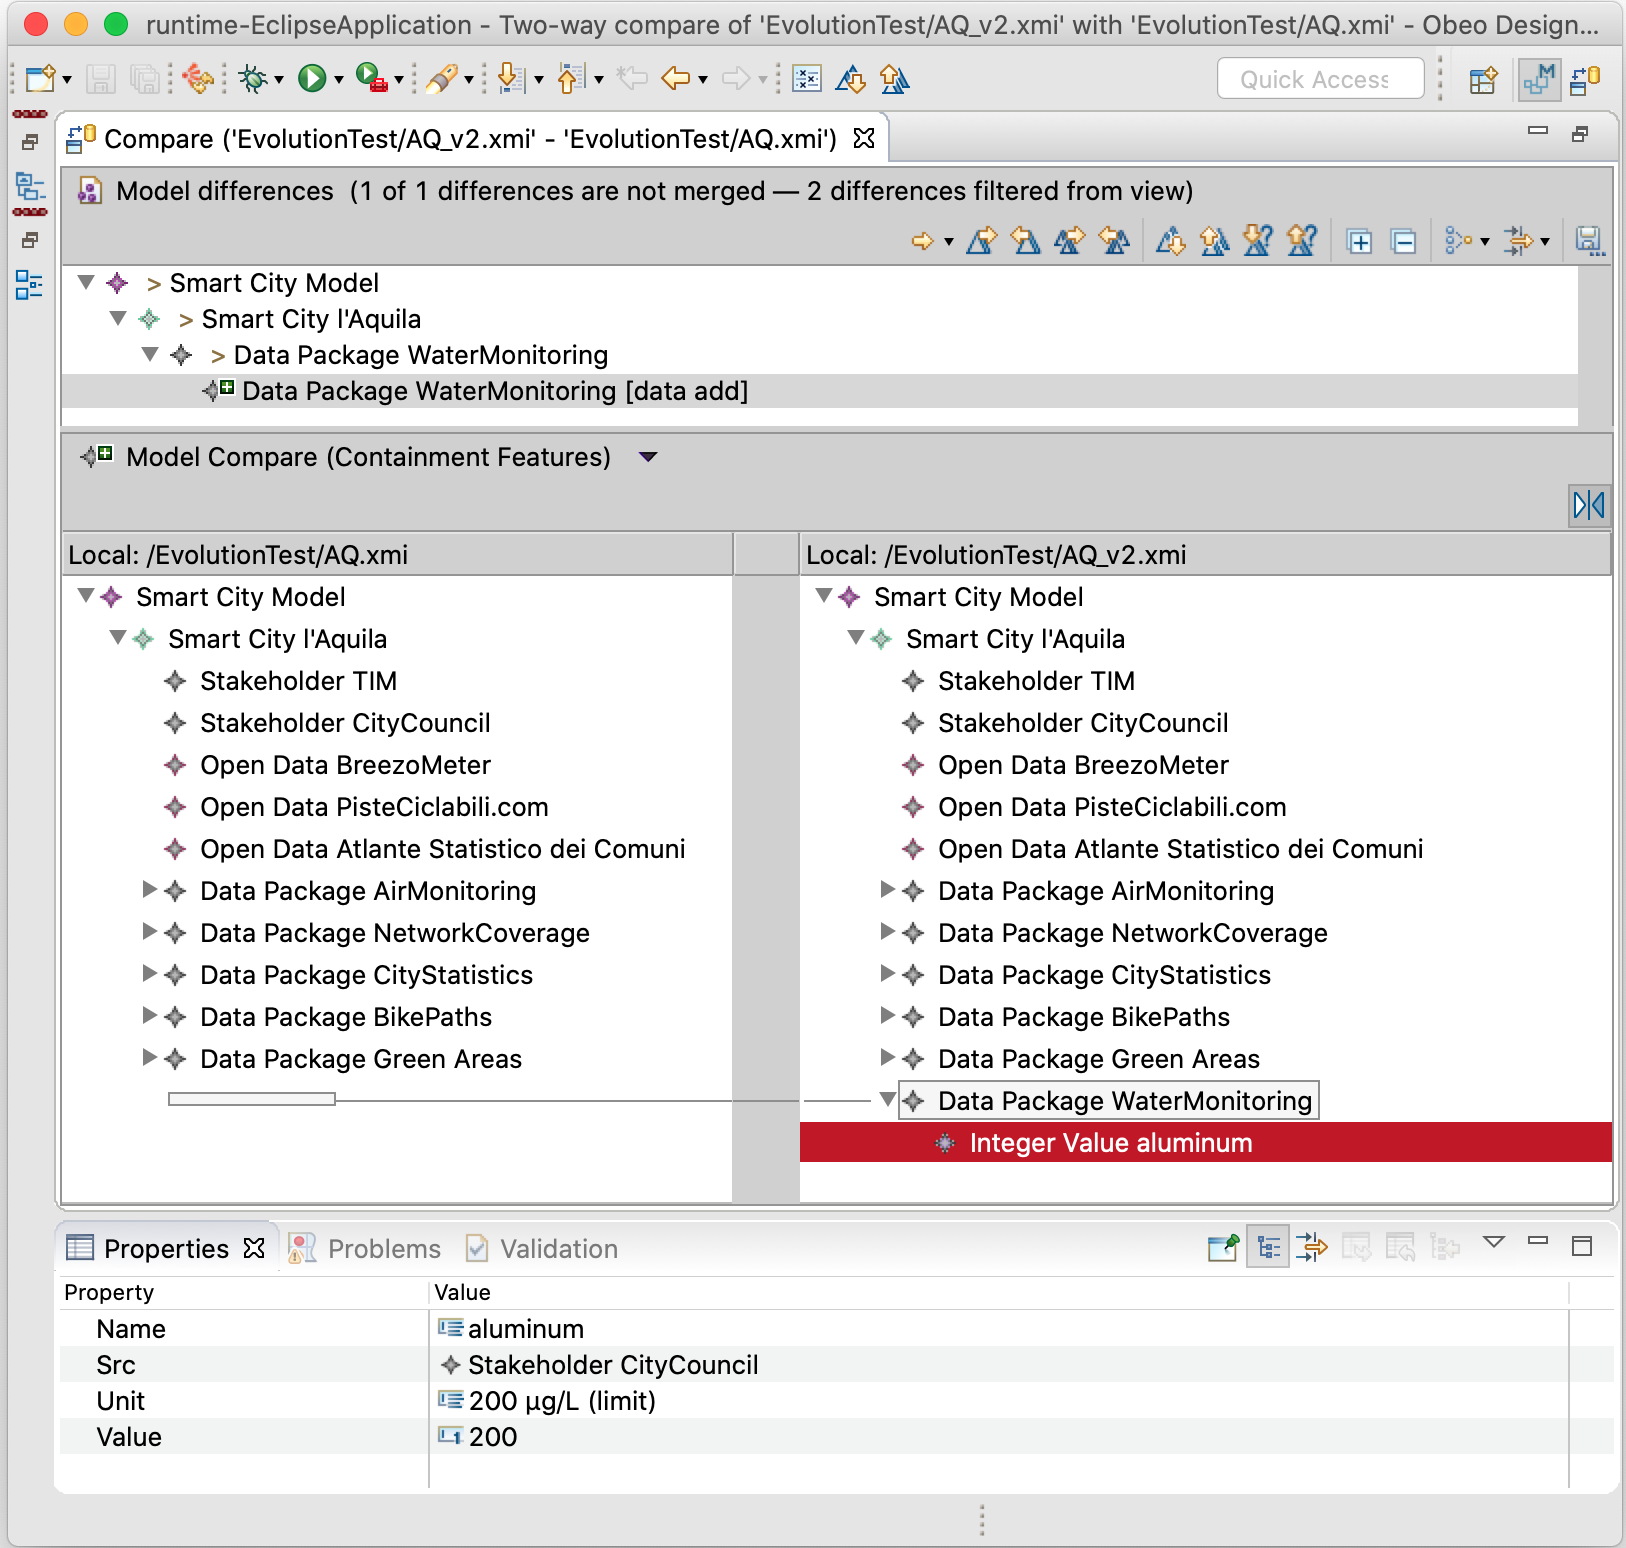 runtime-EclipseApplication - Two-way compare of 'EvolutionTest/AQ_v2.xmi' with 'EvolutionTest/AQ.xmi' - Obeo Design...
Quick Access
Compare ('EvolutionTest/AQ_v2.xmi' - 'EvolutionTest/AQ.xmi')
Model differences (1 of 1 differences are not merged — 2 differences filtered from view)
> Smart City Model
> Smart City l'Aquila
> Data Package WaterMonitoring
Data Package WaterMonitoring [data add]
Model Compare (Containment Features)
Local: /EvolutionTest/AQ.xmi
Smart City Model
Smart City l'Aquila
Stakeholder TIM
Stakeholder CityCouncil
Open Data BreezoMeter
Open Data PisteCiclabili.com
Open Data Atlante Statistico dei Comuni
Data Package AirMonitoring
Data Package NetworkCoverage
Data Package CityStatistics
Data Package BikePaths
Data Package Green Areas
Local: /EvolutionTest/AQ_v2.xmi
Smart City Model
Smart City l'Aquila
Stakeholder TIM
Stakeholder CityCouncil
Open Data BreezoMeter
Open Data PisteCiclabili.com
Open Data Atlante Statistico dei Comuni
Data Package AirMonitoring
Data Package NetworkCoverage
Data Package CityStatistics
Data Package BikePaths
Data Package Green Areas
Data Package WaterMonitoring
Integer Value aluminum
Properties Problems Validation
Property Value
Name aluminum
Src Stakeholder CityCouncil
Unit 200 µg/L (limit)
Value 200